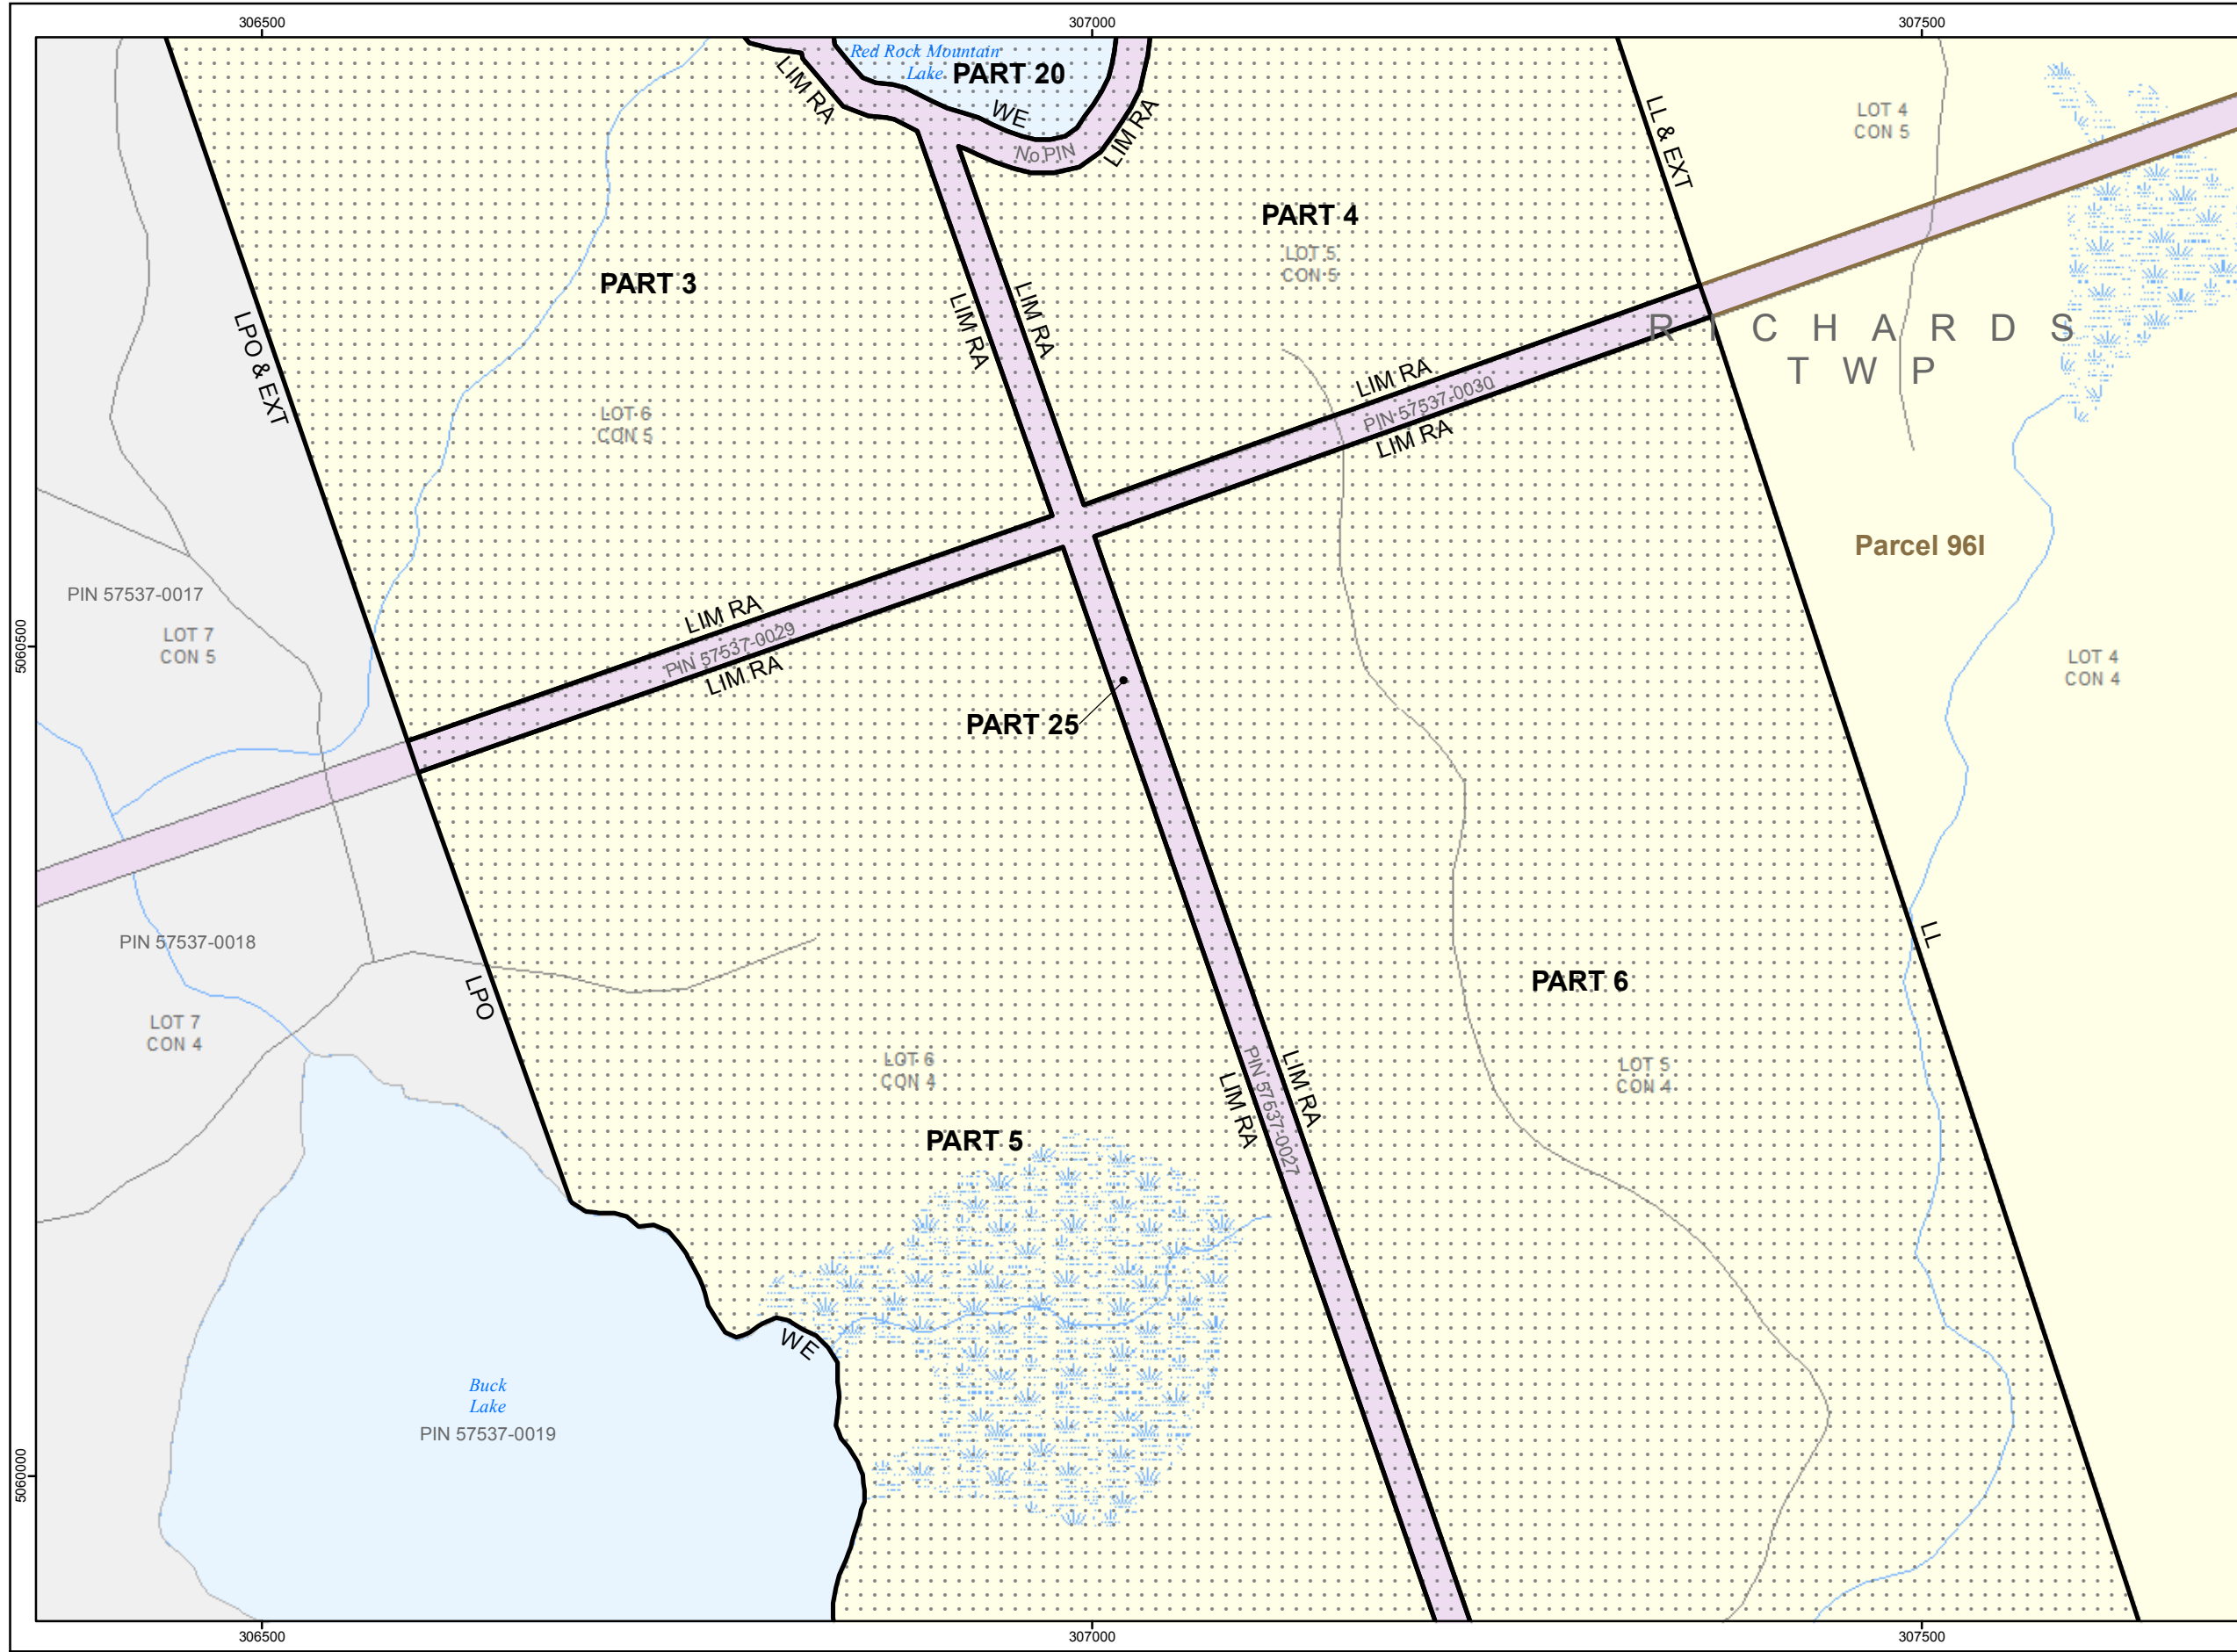 306500
307000
307500
Red Rock Mountain
Lake
PART 20
WE
LIM RA
LIM RA
No PIN
LL & EXT
LOT 4
CON 5
PART 4
LOT 5
CON 5
PART 3
LPO & EXT
LIM RA
LIM RA
RICHARDS
TWP
LIM RA
PIN 57537-0030
LIM RA
LOT 6
CON 5
Parcel 96I
PIN 57537-0017
LOT 7
CON 5
5060500
LIM RA
PIN 57537-0029
LIM RA
LOT 4
CON 4
PART 25
PIN 57537-0018
LL
PART 6
LPO
LOT 7
CON 4
LOT 6
CON 4
LOT 5
CON 4
LIM RA
PIN 57537-0027
LIM RA
PART 5
WE
Buck
Lake
PIN 57537-0019
5060000
306500
307000
307500